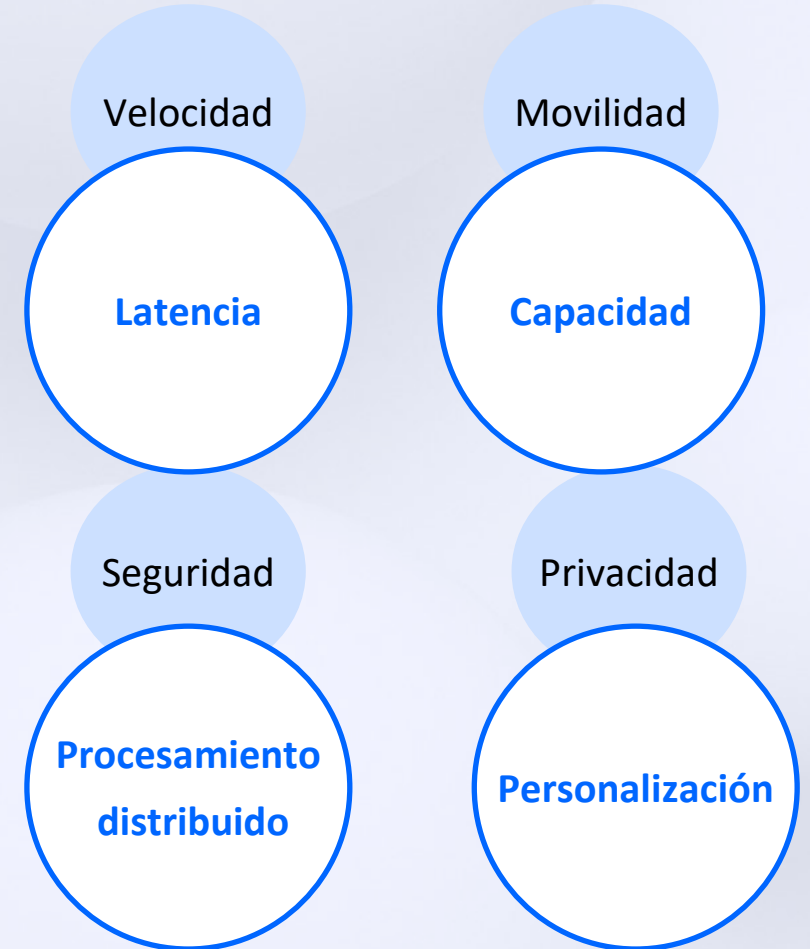 Velocidad
Movilidad
Latencia
Capacidad
Seguridad
Privacidad
Procesamiento
distribuido
Personalización